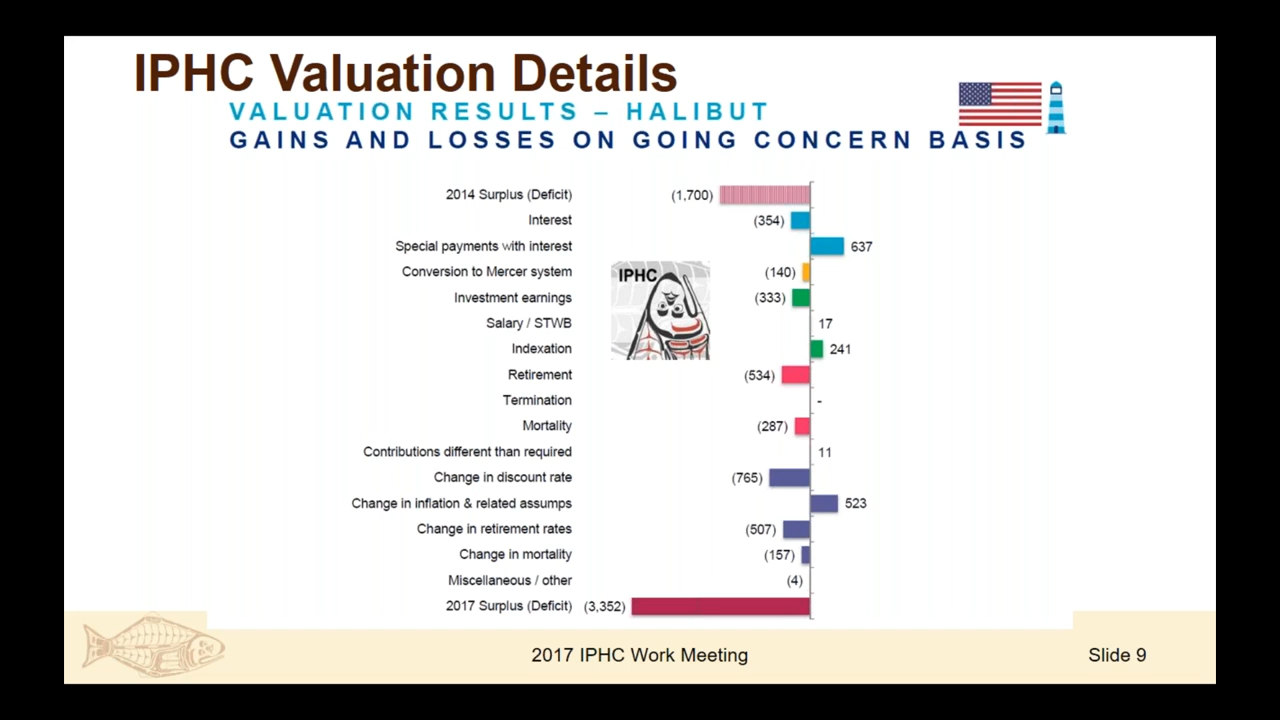 IPHC Valuation Details
VALUATION RESULTS – HALIBUT
GAINS AND LOSSES ON GOING CONCERN BASIS
2014 Surplus (Deficit) (1,700)
Interest (354)
Special payments with interest 637
Conversion to Mercer system (140)
IPHC
Investment earnings (333)
Salary / STWB 17
Indexation 241
Retirement (534)
Termination -
Mortality (287)
Contributions different than required 11
Change in discount rate (765)
Change in inflation & related assumps 523
Change in retirement rates (507)
Change in mortality (157)
Miscellaneous / other (4)
2017 Surplus (Deficit) (3,352)
2017 IPHC Work Meeting
Slide 9